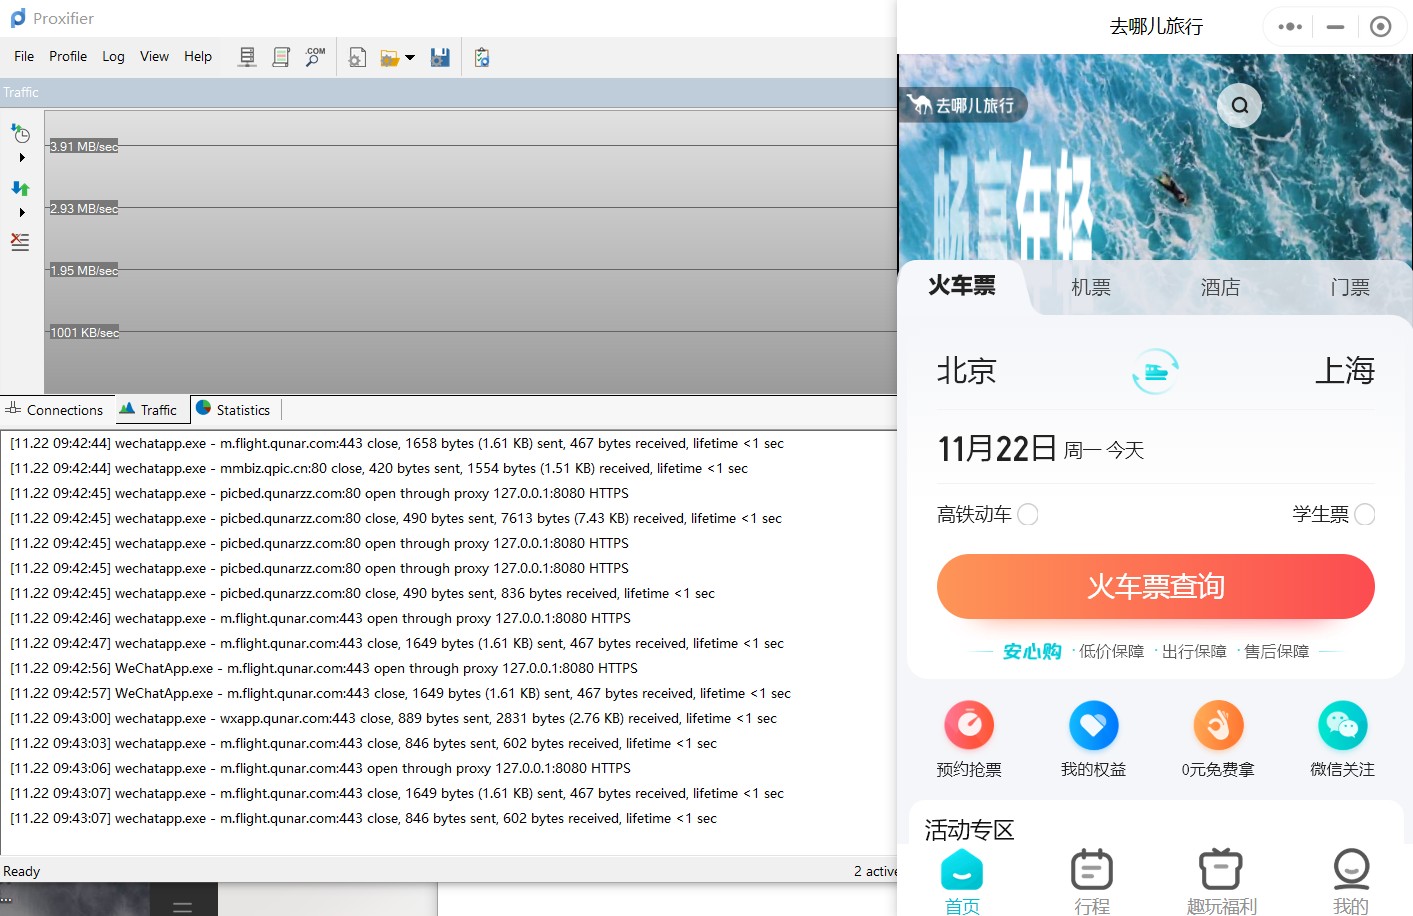 Proxifier
File Profile Log View Help .COM
Traffic
3.91 MB/sec
2.93 MB/sec
1.95 MB/sec
1001 KB/sec
Connections Traffic Statistics
[11.22 09:42:44] wechatapp.exe - m.flight.qunar.com:443 close, 1658 bytes (1.61 KB) sent, 467 bytes received, lifetime <1 sec
[11.22 09:42:44] wechatapp.exe - mmbiz.qpic.cn:80 close, 420 bytes sent, 1554 bytes (1.51 KB) received, lifetime <1 sec
[11.22 09:42:45] wechatapp.exe - picbed.qunarzz.com:80 open through proxy 127.0.0.1:8080 HTTPS
[11.22 09:42:45] wechatapp.exe - picbed.qunarzz.com:80 close, 490 bytes sent, 7613 bytes (7.43 KB) received, lifetime <1 sec
[11.22 09:42:45] wechatapp.exe - picbed.qunarzz.com:80 open through proxy 127.0.0.1:8080 HTTPS
[11.22 09:42:45] wechatapp.exe - picbed.qunarzz.com:80 open through proxy 127.0.0.1:8080 HTTPS
[11.22 09:42:45] wechatapp.exe - picbed.qunarzz.com:80 close, 490 bytes sent, 836 bytes received, lifetime <1 sec
[11.22 09:42:46] wechatapp.exe - m.flight.qunar.com:443 open through proxy 127.0.0.1:8080 HTTPS
[11.22 09:42:47] wechatapp.exe - m.flight.qunar.com:443 close, 1649 bytes (1.61 KB) sent, 467 bytes received, lifetime <1 sec
[11.22 09:42:56] WeChatApp.exe - m.flight.qunar.com:443 open through proxy 127.0.0.1:8080 HTTPS
[11.22 09:42:57] WeChatApp.exe - m.flight.qunar.com:443 close, 1649 bytes (1.61 KB) sent, 467 bytes received, lifetime <1 sec
[11.22 09:43:00] wechatapp.exe - wxapp.qunar.com:443 close, 889 bytes sent, 2831 bytes (2.76 KB) received, lifetime <1 sec
[11.22 09:43:03] wechatapp.exe - m.flight.qunar.com:443 close, 846 bytes sent, 602 bytes received, lifetime <1 sec
[11.22 09:43:06] wechatapp.exe - m.flight.qunar.com:443 open through proxy 127.0.0.1:8080 HTTPS
[11.22 09:43:07] wechatapp.exe - m.flight.qunar.com:443 close, 1649 bytes (1.61 KB) sent, 467 bytes received, lifetime <1 sec
[11.22 09:43:07] wechatapp.exe - m.flight.qunar.com:443 close, 846 bytes sent, 602 bytes received, lifetime <1 sec
Ready 2 active
去哪儿旅行
去哪儿旅行
畅享年轻
火车票 机票 酒店 门票
北京 上海
11月22日 周一 今天
高铁动车 学生票
火车票查询
安心购 ·低价保障 ·出行保障 ·售后保障
预约抢票 我的权益 0元免费拿 微信关注
活动专区
首页 行程 趣玩福利 我的